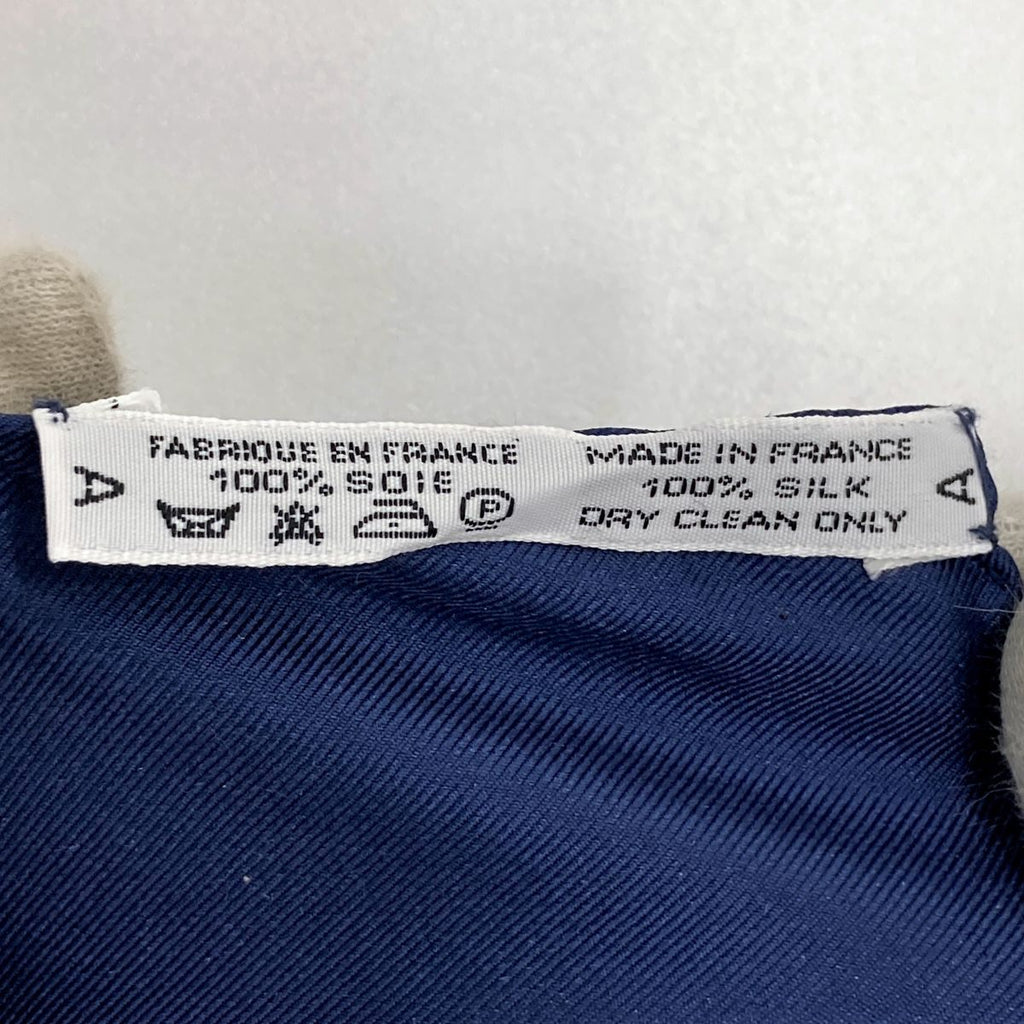 A
FABRIQUE EN FRANCE
100% SOIE
P
MADE IN FRANCE
100% SILK
DRY CLEAN ONLY
A